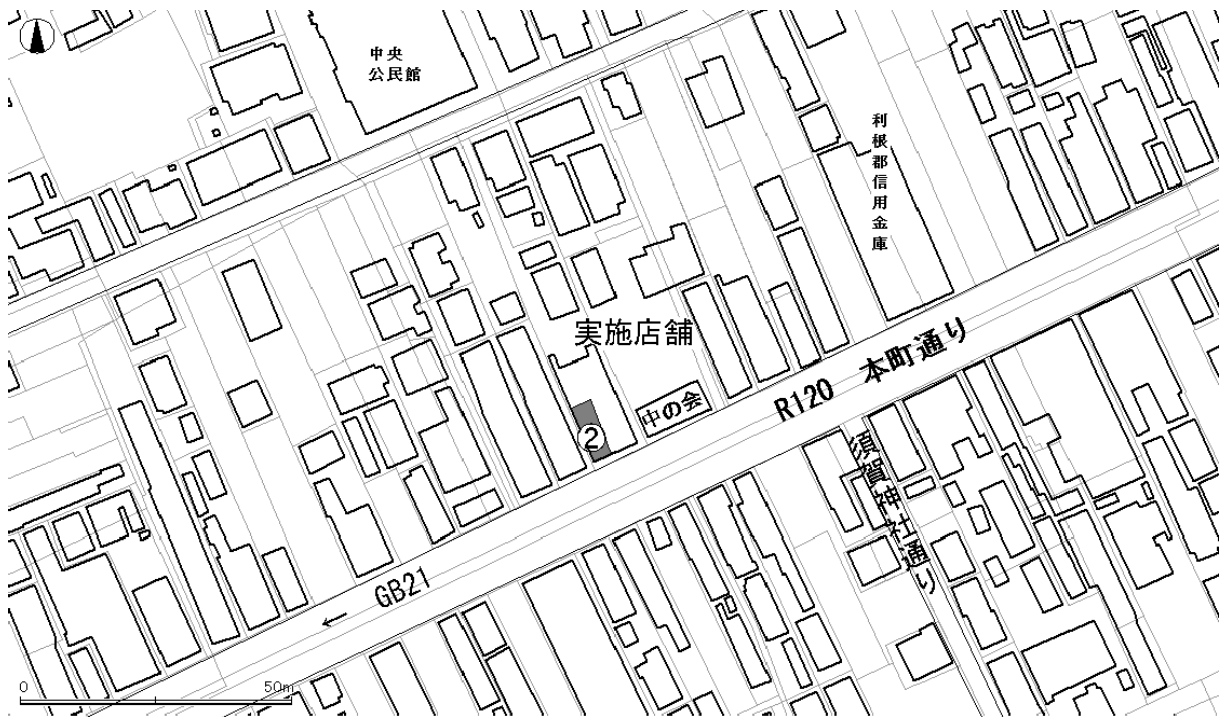 中央
公民館
利根郡信用金庫
実施店舗
中の会
②
R120 本町通り
須賀神社通り
GB21
0 50m